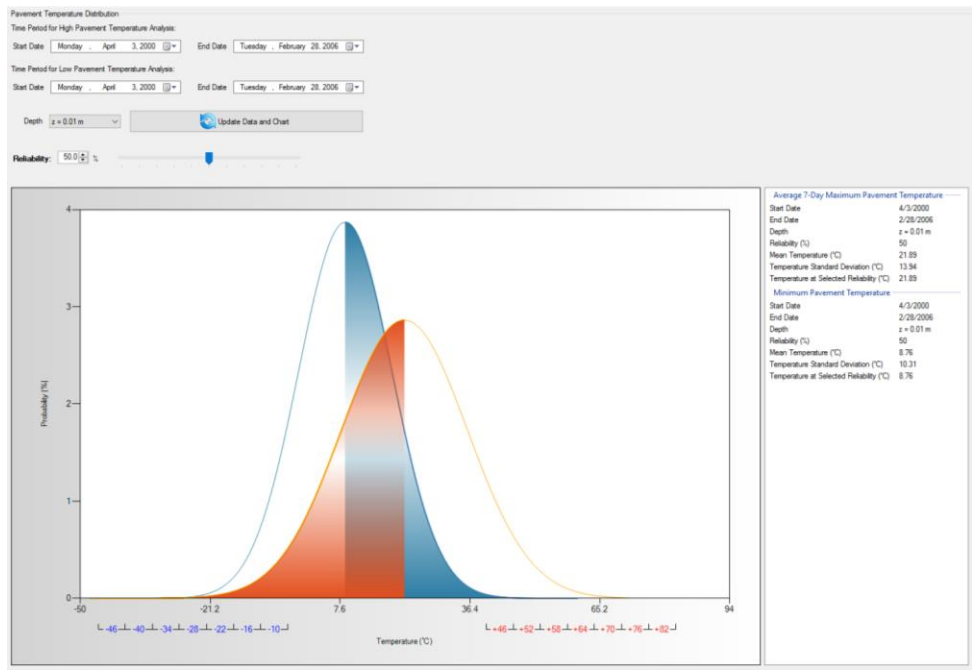 Pavement Temperature Distribution
Time Period for High Pavement Temperature Analysis:
Start Date Monday , April 3, 2000 End Date Tuesday , February 28, 2006
Time Period for Low Pavement Temperature Analysis:
Start Date Monday , April 3, 2000 End Date Tuesday , February 28, 2006
Depth z = 0.01 m Update Data and Chart
Reliability: 50.0 %
Average 7-Day Maximum Pavement Temperature
Start Date 4/3/2000
End Date 2/28/2006
Depth z = 0.01 m
Reliability (%) 50
Mean Temperature (°C) 21.89
Temperature Standard Deviation (°C) 13.94
Temperature at Selected Reliability (°C) 21.89
Minimum Pavement Temperature
Start Date 4/3/2000
End Date 2/28/2006
Depth z = 0.01 m
Reliability (%) 50
Mean Temperature (°C) 8.76
Temperature Standard Deviation (°C) 10.31
Temperature at Selected Reliability (°C) 8.76
4
3
2
1
0
Probability (%)
-50 -21.2 7.6 36.4 65.2 94
-46 -40 -34 -28 -22 -16 -10 +46 +52 +58 +64 +70 +76 +82
Temperature (°C)